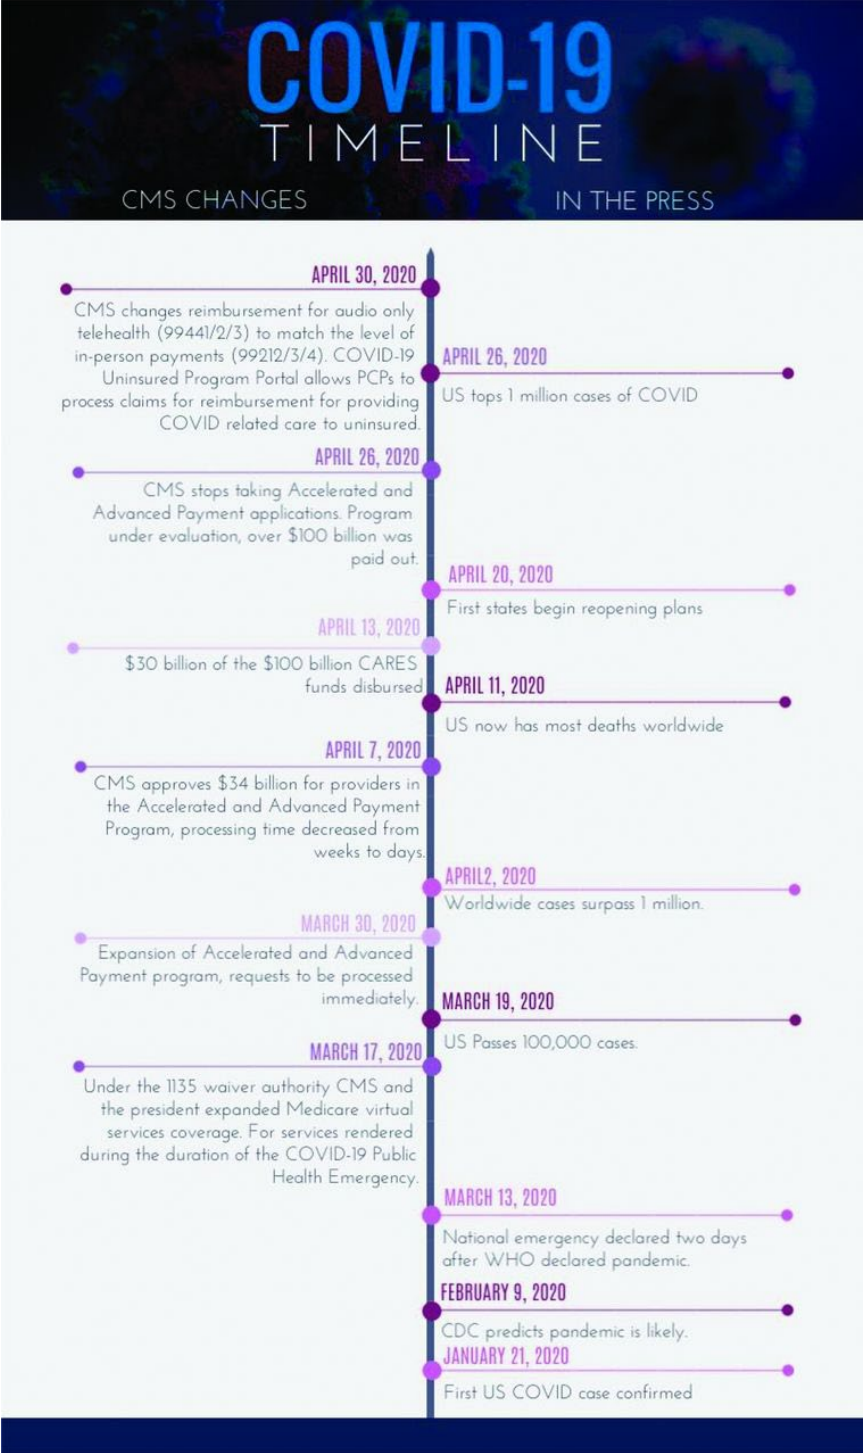 COVID-19
TIMELINE
CMS CHANGES
IN THE PRESS
APRIL 30, 2020
CMS changes reimbursement for audio only
telehealth (99441/2/3) to match the level of
in-person payments (99212/3/4). COVID-19
Uninsured Program Portal allows PCPs to
process claims for reimbursement for providing
COVID related care to uninsured.
APRIL 26, 2020
US tops 1 million cases of COVID
APRIL 26, 2020
CMS stops taking Accelerated and
Advanced Payment applications. Program
under evaluation, over $100 billion was
paid out.
APRIL 20, 2020
First states begin reopening plans
APRIL 13, 2020
$30 billion of the $100 billion CARES
funds disbursed
APRIL 11, 2020
US now has most deaths worldwide
APRIL 7, 2020
CMS approves $34 billion for providers in
the Accelerated and Advanced Payment
Program, processing time decreased from
weeks to days.
APRIL2, 2020
Worldwide cases surpass 1 million.
MARCH 30, 2020
Expansion of Accelerated and Advanced
Payment program, requests to be processed
immediately.
MARCH 19, 2020
US Passes 100,000 cases.
MARCH 17, 2020
Under the 1135 waiver authority CMS and
the president expanded Medicare virtual
services coverage. For services rendered
during the duration of the COVID-19 Public
Health Emergency.
MARCH 13, 2020
National emergency declared two days
after WHO declared pandemic.
FEBRUARY 9, 2020
CDC predicts pandemic is likely.
JANUARY 21, 2020
First US COVID case confirmed